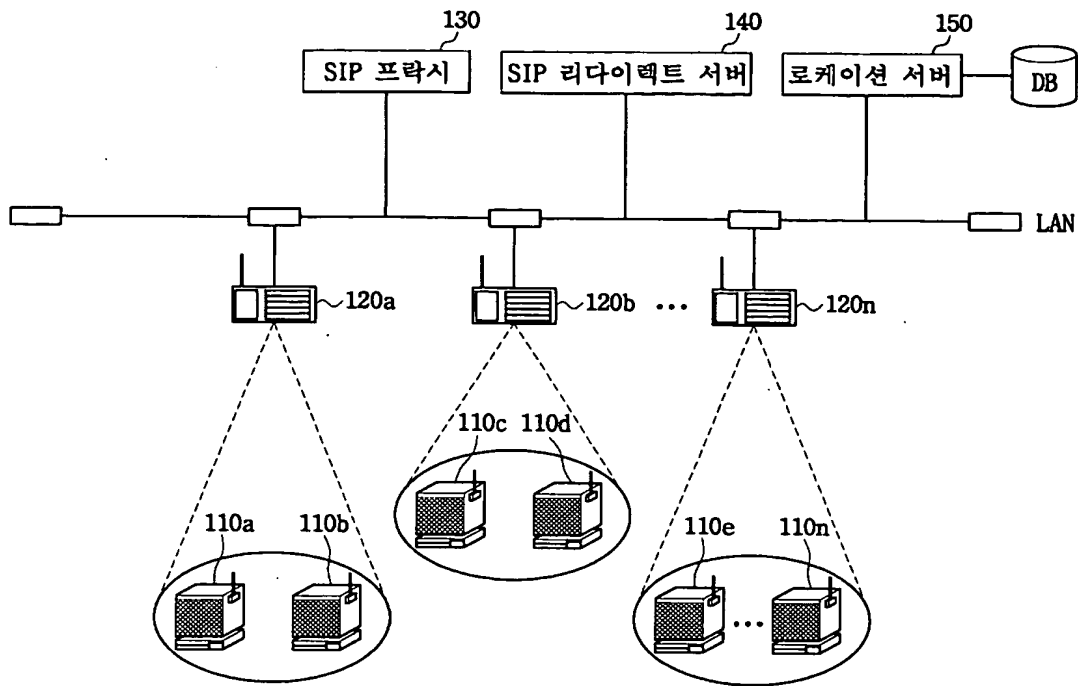 130
140
150
SIP 프락시
SIP 리다이렉트 서버
로케이션 서버
DB
LAN
120a
120b
...
120n
110c
110d
110a
110b
110e
110n
...